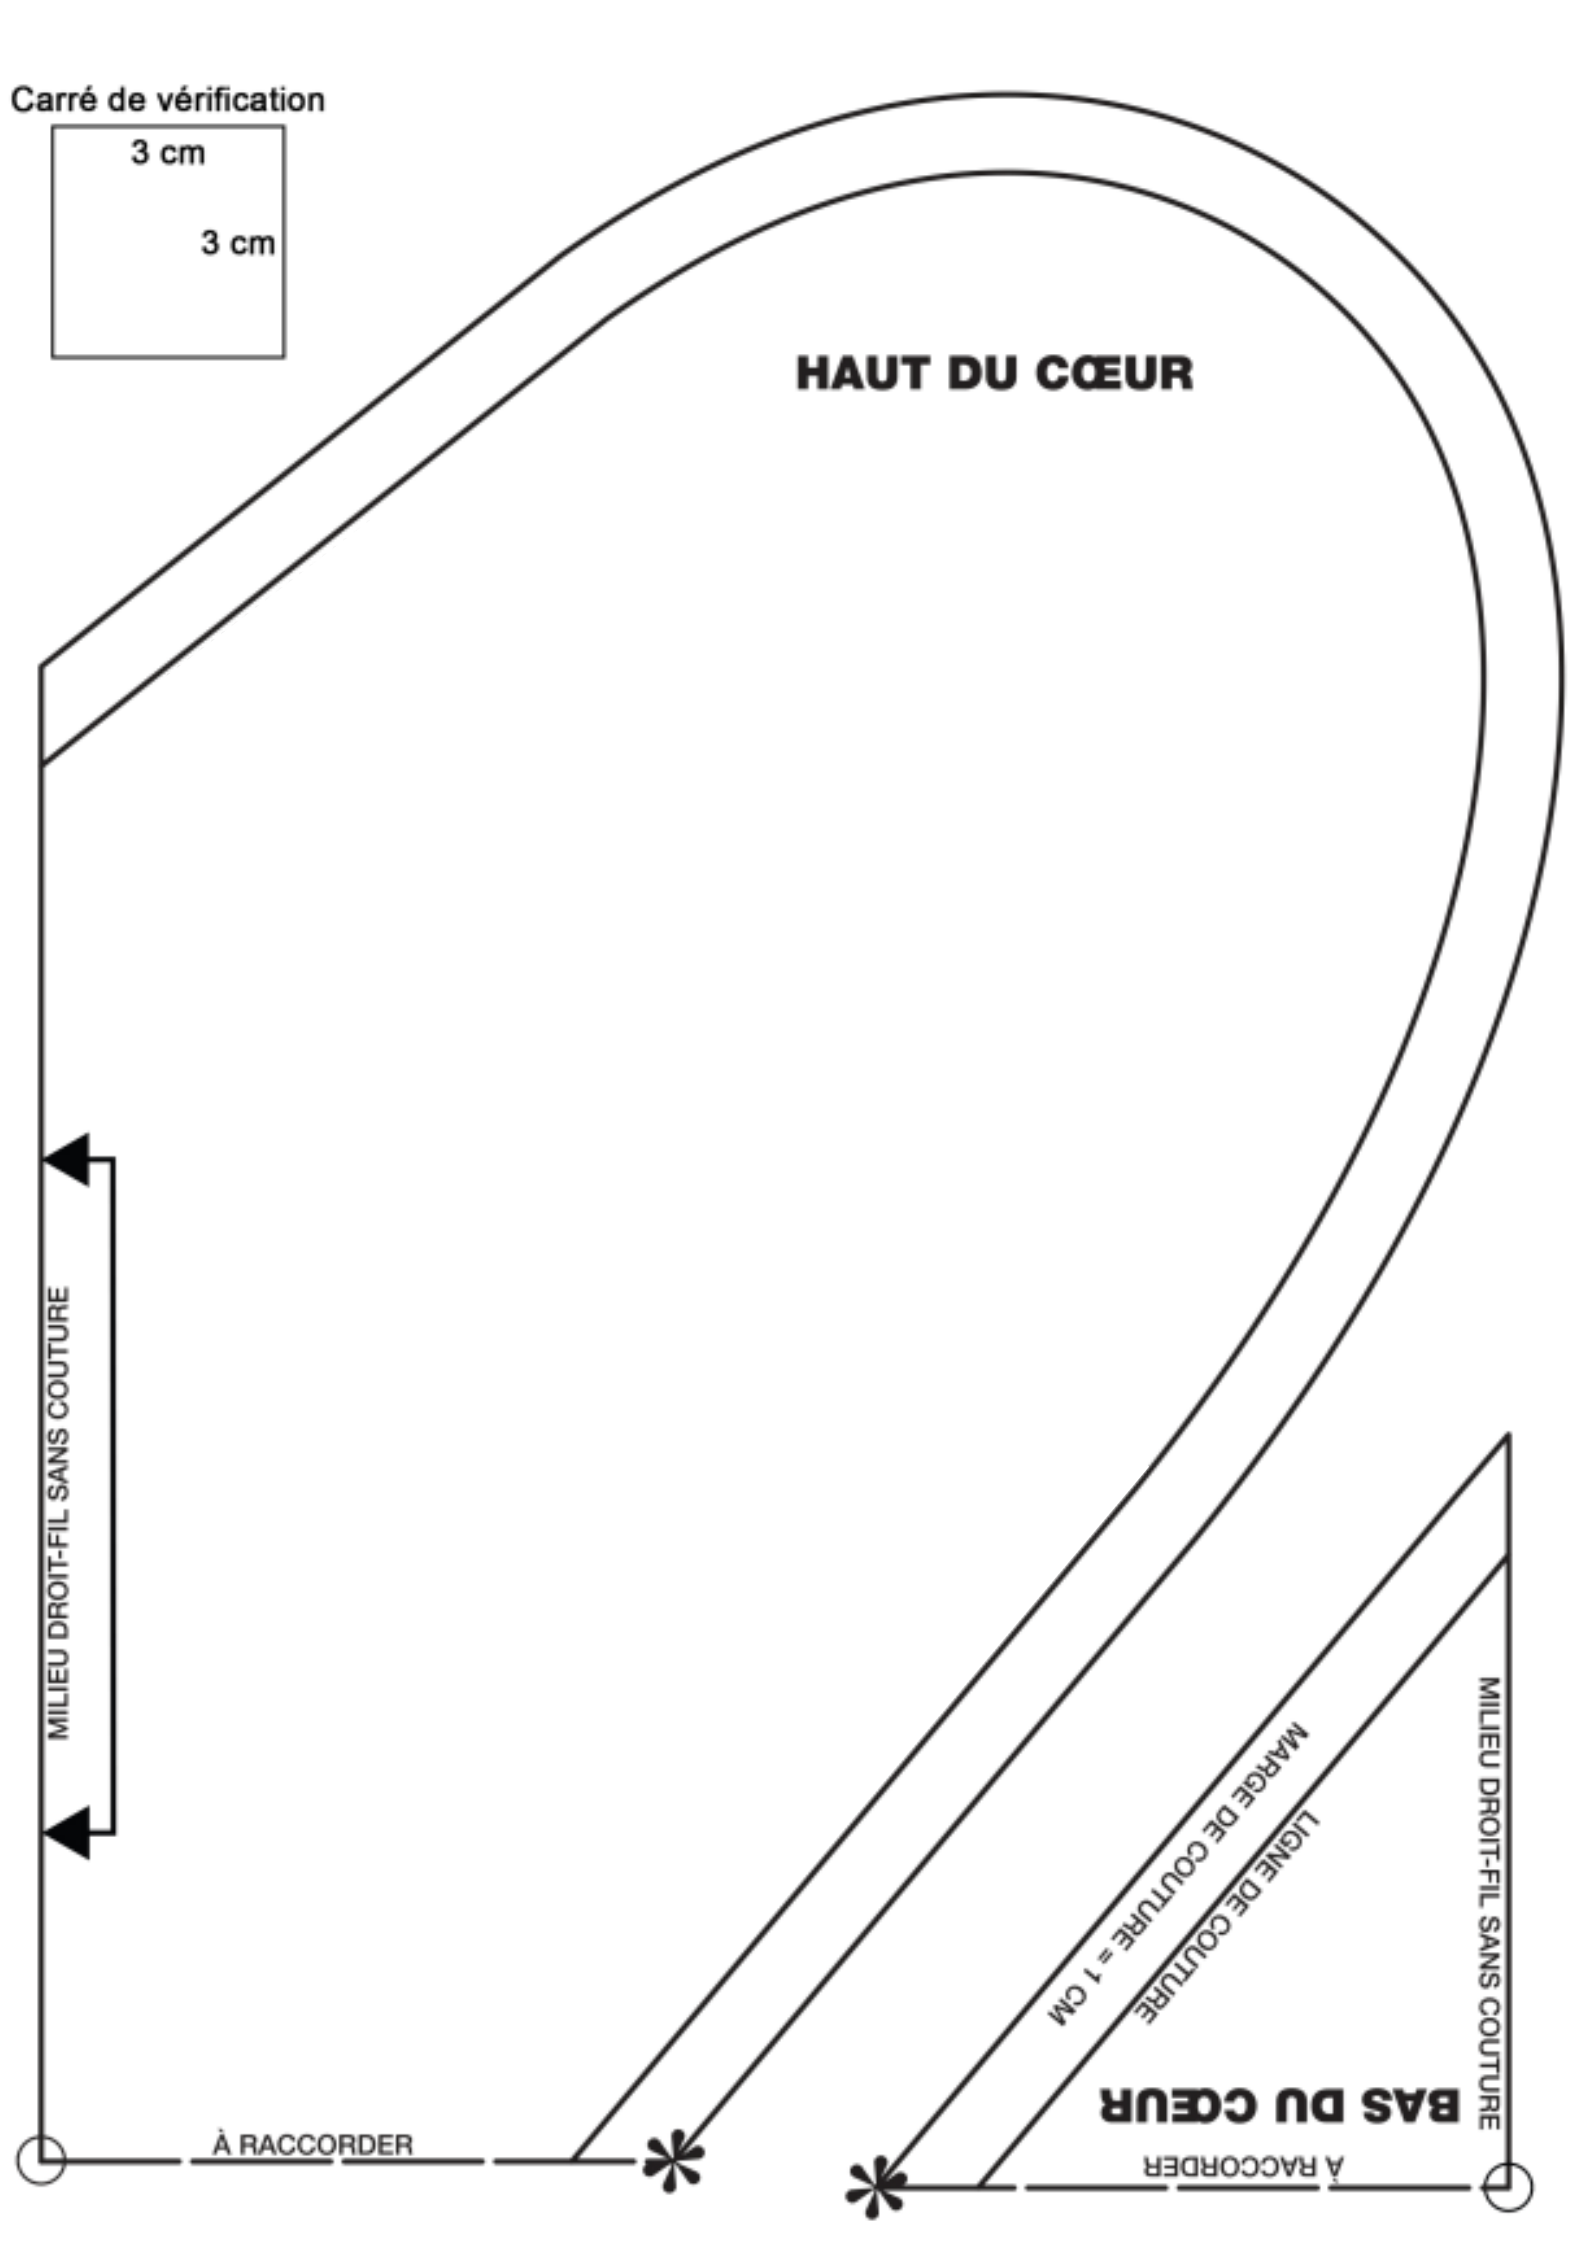 Carré de vérification
3 cm
3 cm
HAUT DU CŒUR
MILIEU DROIT-FIL SANS COUTURE
À RACCORDER
MARGE DE COUTURE = 1 CM
LIGNE DE COUTURE
MILIEU DROIT-FIL SANS COUTURE
BAS DU CŒUR
À RACCORDER